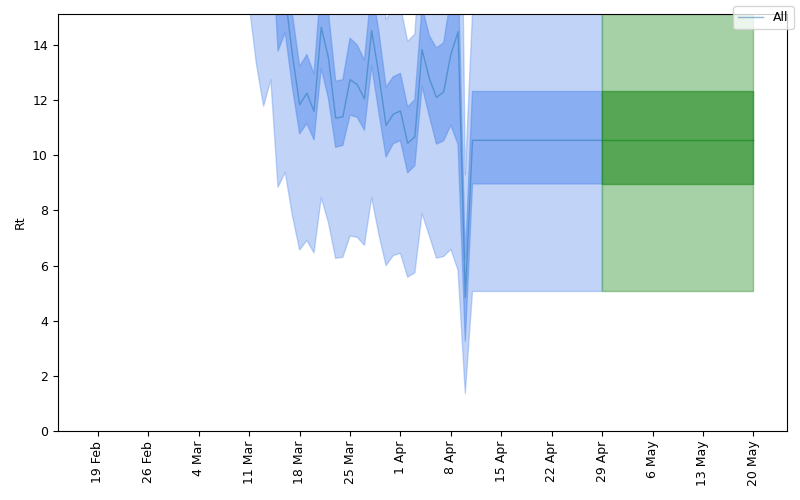 All
14
12
10
8
6
4
2
0
Rt
19 Feb
26 Feb
4 Mar
11 Mar
18 Mar
25 Mar
1 Apr
8 Apr
15 Apr
22 Apr
29 Apr
6 May
13 May
20 May